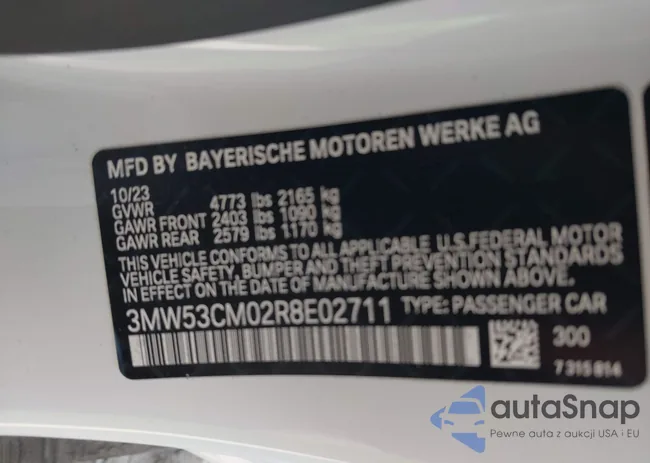 MFD BY BAYERISCHE MOTOREN WERKE AG
10/23
GVWR 4773 lbs 2165 kg
GAWR FRONT 2403 lbs 1090 kg
GAWR REAR 2579 lbs 1170 kg
THIS VEHICLE CONFORMS TO ALL APPLICABLE U.S.FEDERAL MOTOR
VEHICLE SAFETY, BUMPER AND THEFT PREVENTION STANDARDS
IN EFFECT ON THE DATE OF MANUFACTURE SHOWN ABOVE.
3MW53CM02R8E02711 TYPE: PASSENGER CAR
300
7 315 814
autaSnap
Pewne auta z aukcji USA i EU